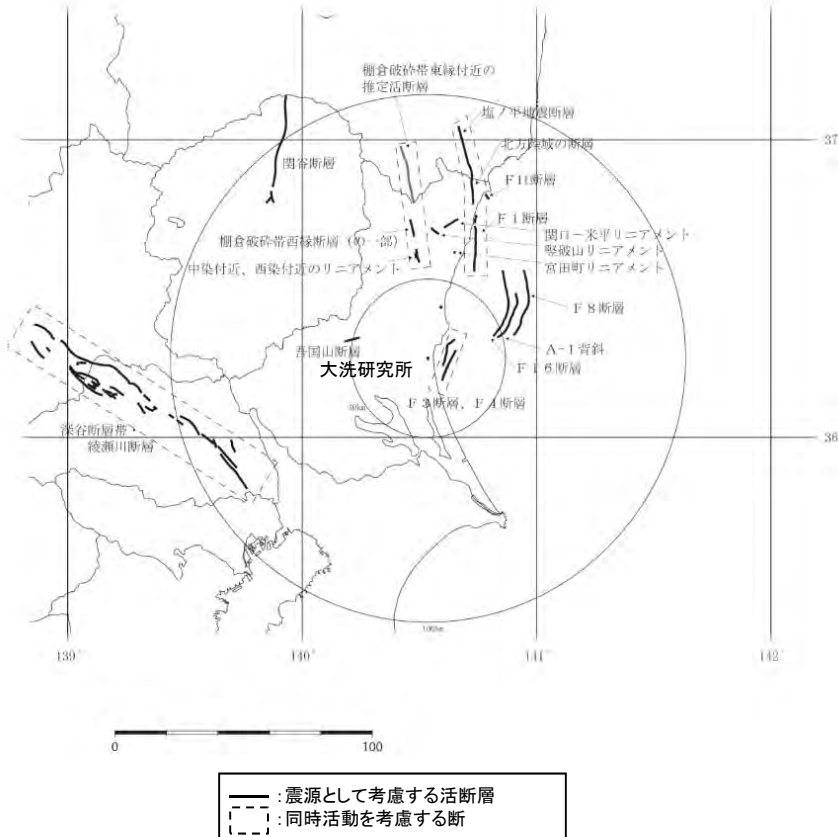 棚倉破砕帯東縁付近の
推定活断層
塩ノ平地震断層
37
北方陸域の断層
関谷断層
F11断層
F1断層
関口－米平リニアメント
棚倉破砕帯西縁断層（の一部）
竪破山リニアメント
中染付近、西染付近のリニアメント
宮田町リニアメント
F8断層
A-1背斜
吾国山断層
大洗研究所
F16断層
30km
F3断層、F4断層
深谷断層帯・
綾瀬川断層
36
100km
139°
140°
141°
142°
0
100
:震源として考慮する活断層
:同時活動を考慮する断